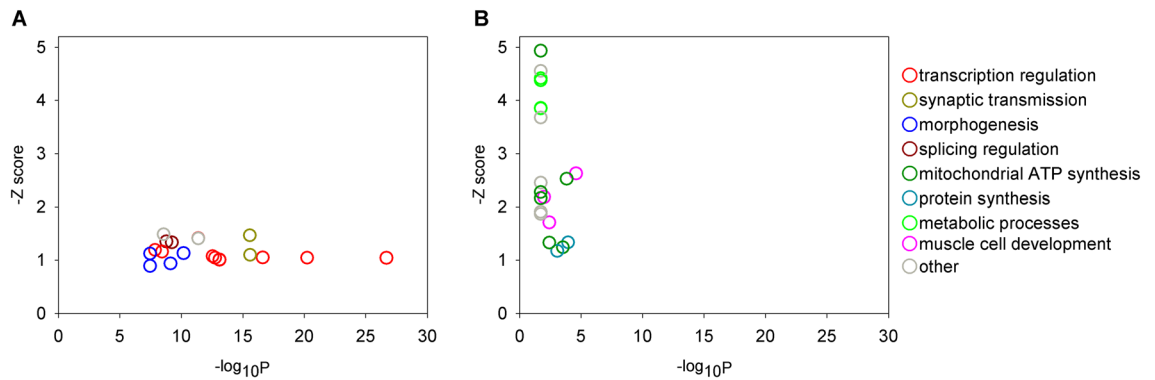 A
B
5
4
3
2
1
0
-Z score
0 5 10 15 20 25 30
-log10P
5
4
3
2
1
0
-Z score
0 5 10 15 20 25 30
-log10P
transcription regulation
synaptic transmission
morphogenesis
splicing regulation
mitochondrial ATP synthesis
protein synthesis
metabolic processes
muscle cell development
other